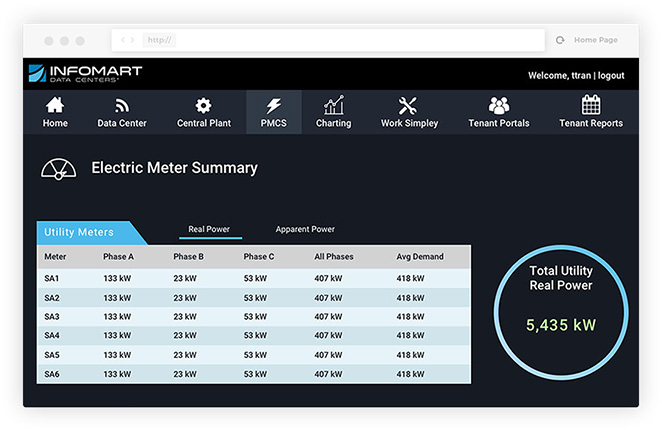 http://
Home Page
INFOMART
DATA CENTERS
Welcome, ttran | logout
Home Data Center Central Plant PMCS Charting Work Simpley Tenant Portals Tenant Reports
Electric Meter Summary
Utility Meters Real Power Apparent Power
Meter Phase A Phase B Phase C All Phases Avg Demand
SA1 133 kW 23 kW 53 kW 407 kW 418 kW
SA2 133 kW 23 kW 53 kW 407 kW 418 kW
SA3 133 kW 23 kW 53 kW 407 kW 418 kW
SA4 133 kW 23 kW 53 kW 407 kW 418 kW
SA5 133 kW 23 kW 53 kW 407 kW 418 kW
SA6 133 kW 23 kW 53 kW 407 kW 418 kW
Total Utility
Real Power
5,435 kW